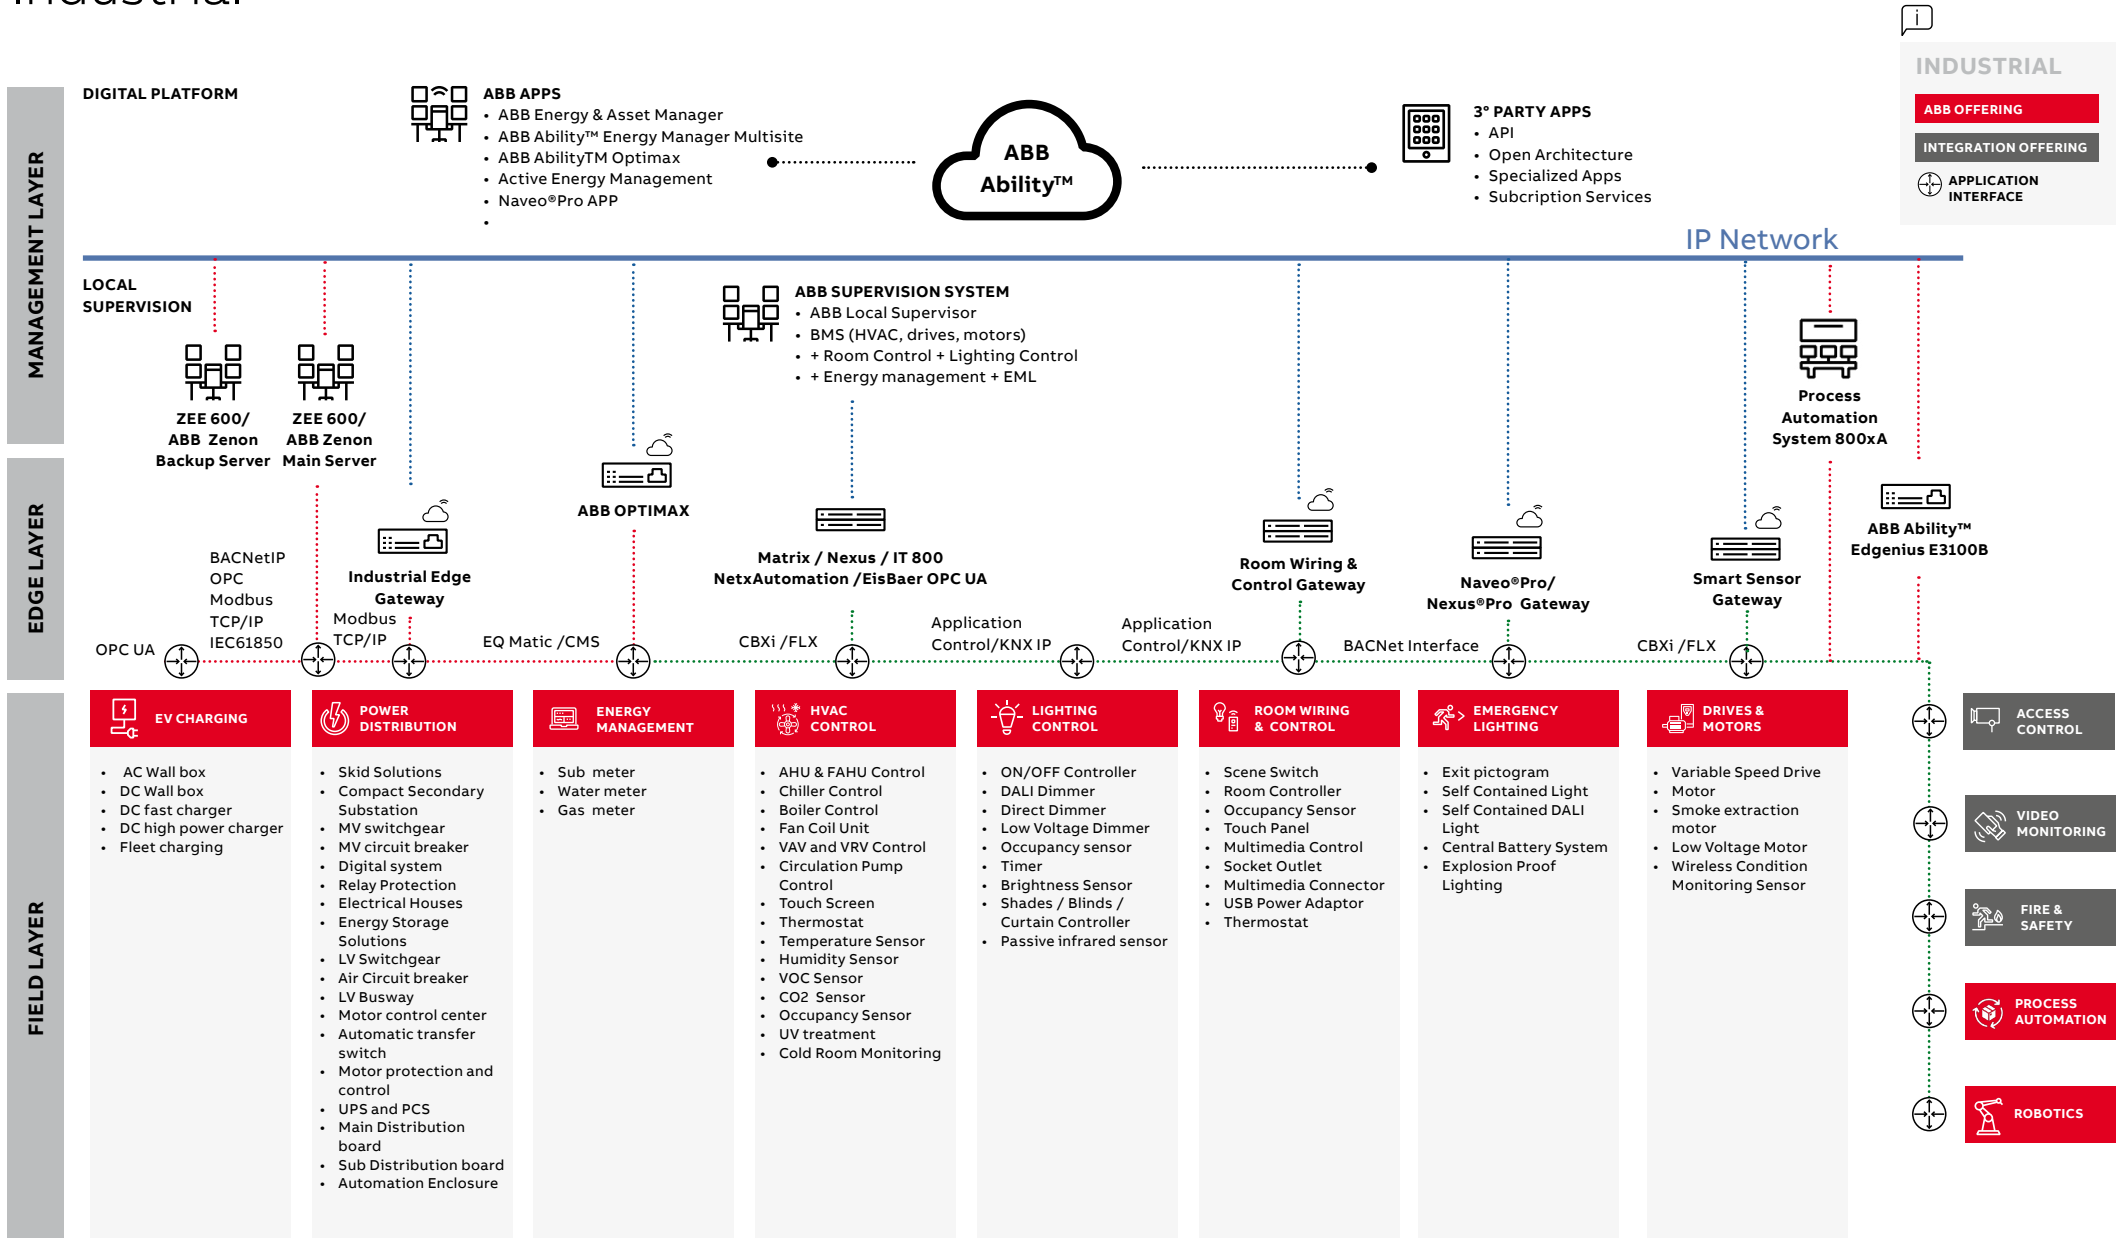 Industrial
i
INDUSTRIAL
ABB OFFERING
INTEGRATION OFFERING
APPLICATION
INTERFACE
MANAGEMENT LAYER
DIGITAL PLATFORM
ABB APPS
• ABB Energy & Asset Manager
• ABB Ability™ Energy Manager Multisite
• ABB AbilityTM Optimax
• Active Energy Management
• Naveo®Pro APP
•
ABB
Ability™
3° PARTY APPS
• API
• Open Architecture
• Specialized Apps
• Subcription Services
IP Network
LOCAL
SUPERVISION
ABB SUPERVISION SYSTEM
• ABB Local Supervisor
• BMS (HVAC, drives, motors)
• + Room Control + Lighting Control
• + Energy management + EML
ZEE 600/
ABB Zenon
Backup Server
ZEE 600/
ABB Zenon
Main Server
Process
Automation
System 800xA
EDGE LAYER
Industrial Edge
Gateway
ABB OPTIMAX
Matrix / Nexus / IT 800
NetxAutomation /EisBaer OPC UA
Room Wiring &
Control Gateway
Naveo®Pro/
Nexus®Pro Gateway
Smart Sensor
Gateway
ABB Ability™
Edgenius E3100B
OPC UA
BACNetIP
OPC
Modbus
TCP/IP
IEC61850
Modbus
TCP/IP
EQ Matic /CMS
CBXi /FLX
Application
Control/KNX IP
Application
Control/KNX IP
BACNet Interface
CBXi /FLX
FIELD LAYER
EV CHARGING
• AC Wall box
• DC Wall box
• DC fast charger
• DC high power charger
• Fleet charging
POWER
DISTRIBUTION
• Skid Solutions
• Compact Secondary
Substation
• MV switchgear
• MV circuit breaker
• Digital system
• Relay Protection
• Electrical Houses
• Energy Storage
Solutions
• LV Switchgear
• Air Circuit breaker
• LV Busway
• Motor control center
• Automatic transfer
switch
• Motor protection and
control
• UPS and PCS
• Main Distribution
board
• Sub Distribution board
• Automation Enclosure
ENERGY
MANAGEMENT
• Sub meter
• Water meter
• Gas meter
HVAC
CONTROL
• AHU & FAHU Control
• Chiller Control
• Boiler Control
• Fan Coil Unit
• VAV and VRV Control
• Circulation Pump
Control
• Touch Screen
• Thermostat
• Temperature Sensor
• Humidity Sensor
• VOC Sensor
• CO2 Sensor
• Occupancy Sensor
• UV treatment
• Cold Room Monitoring
LIGHTING
CONTROL
• ON/OFF Controller
• DALI Dimmer
• Direct Dimmer
• Low Voltage Dimmer
• Occupancy sensor
• Timer
• Brightness Sensor
• Shades / Blinds /
Curtain Controller
• Passive infrared sensor
ROOM WIRING
& CONTROL
• Scene Switch
• Room Controller
• Occupancy Sensor
• Touch Panel
• Multimedia Control
• Socket Outlet
• Multimedia Connector
• USB Power Adaptor
• Thermostat
EMERGENCY
LIGHTING
• Exit pictogram
• Self Contained Light
• Self Contained DALI
Light
• Central Battery System
• Explosion Proof
Lighting
DRIVES &
MOTORS
• Variable Speed Drive
• Motor
• Smoke extraction
motor
• Low Voltage Motor
• Wireless Condition
Monitoring Sensor
ACCESS
CONTROL
VIDEO
MONITORING
FIRE &
SAFETY
PROCESS
AUTOMATION
ROBOTICS